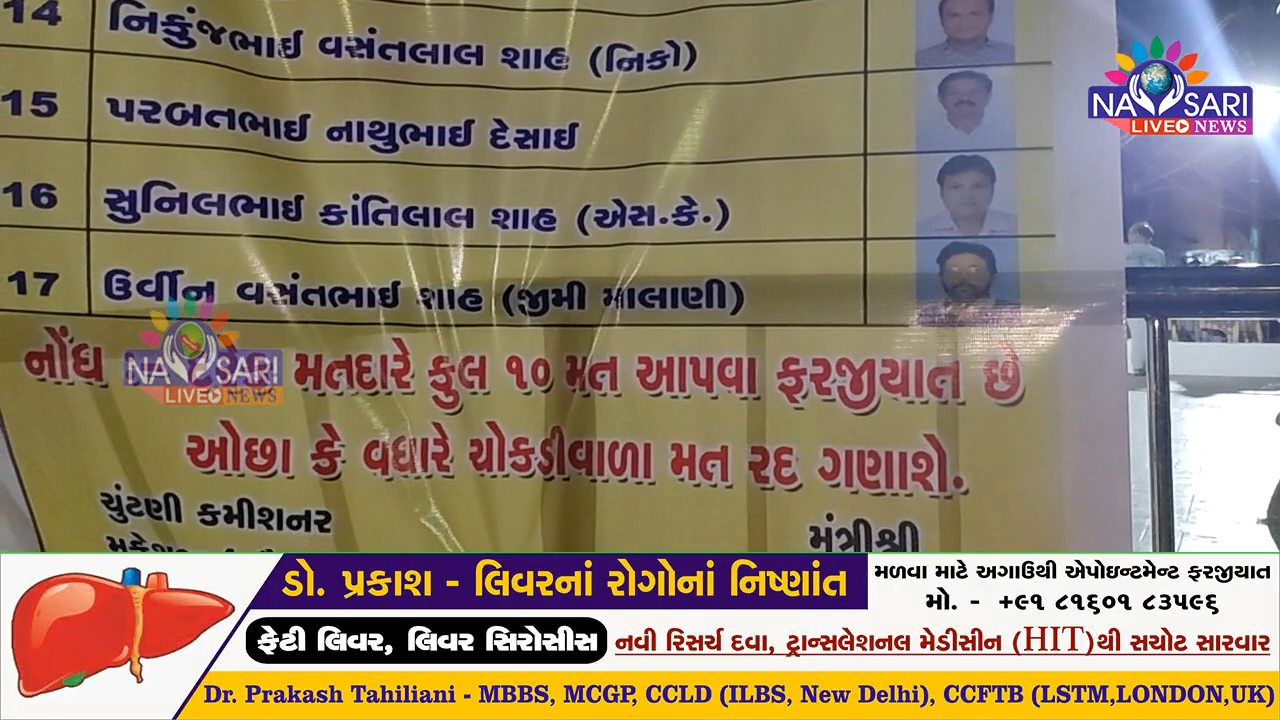 14 નિકુંજભાઈ વસંતલાલ શાહ (નિકો)
15 પરબતભાઈ નાથુભાઈ દેસાઈ
16 સુનિલભાઈ કાંતિલાલ શાહ (એસ.કે.)
17 ઉર્વીન વસંતભાઈ શાહ (જીમી માલાણી)
NAVSARI
LIVE NEWS
નોંધ
NAVSARI
LIVE NEWS
મતદારે કુલ ૧૦ મત આપવા ફરજીયાત છે
ઓછા કે વધારે ચોકડીવાળા મત રદ ગણાશે.
ચુંટણી કમીશનર
મંત્રીશ્રી
ડો. પ્રકાશ - લિવરનાં રોગોનાં નિષ્ણાંત
મળવા માટે અગાઉથી એપોઇન્ટમેન્ટ ફરજીયાત
મો. - +૯૧ ૮૧૬૦૧ ૮૩૫૯૬
ફેટી લિવર, લિવર સિરોસીસ
નવી રિસર્ચ દવા, ટ્રાન્સલેશનલ મેડીસીન (HIT)થી સચોટ સારવાર
Dr. Prakash Tahiliani - MBBS, MCGP, CCLD (ILBS, New Delhi), CCFTB (LSTM,LONDON,UK)